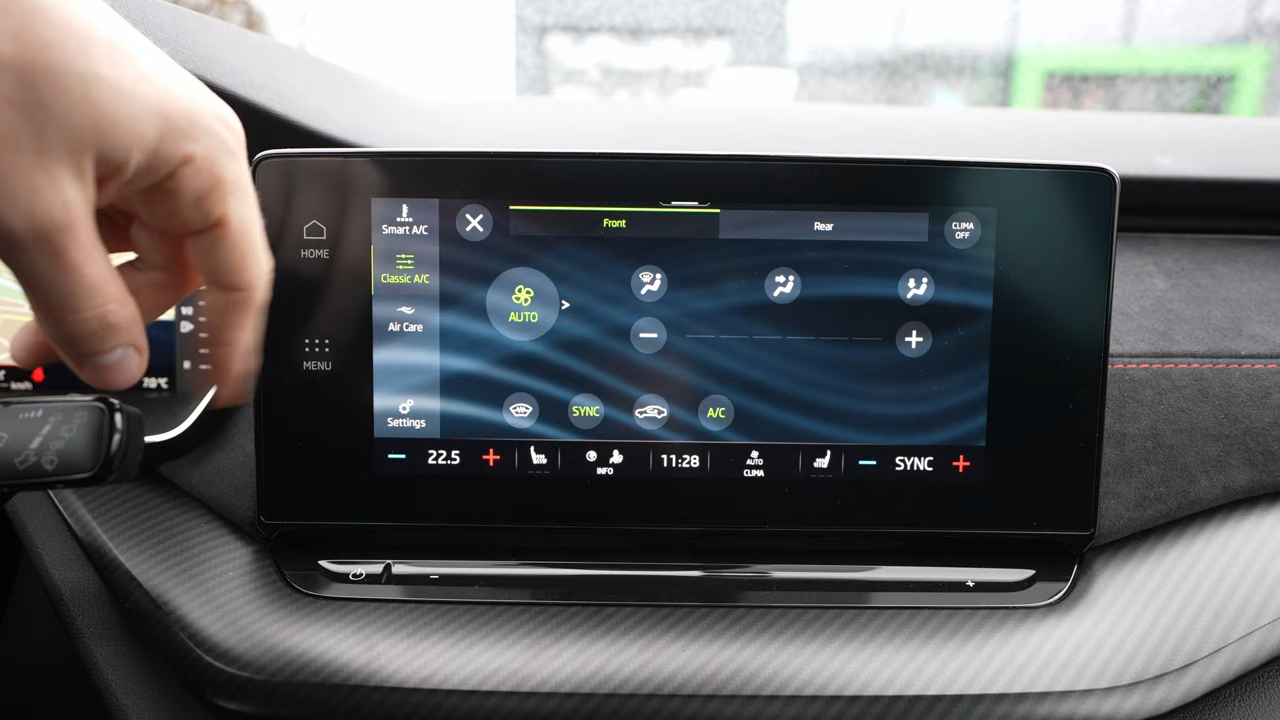 Smart A/C
Front
Rear
CLIMA
OFF
HOME
Classic A/C
AUTO
Air Care
MENU
SYNC
A/C
Settings
22.5
INFO
11:28
AUTO
CLIMA
SYNC
km/h